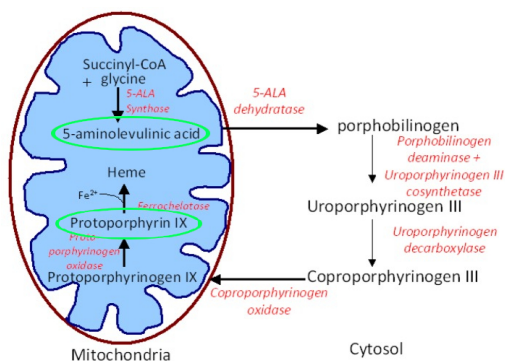 Succinyl-CoA
+ glycine
5-ALA
Synthase
5-aminolevulinic acid
5-ALA
dehydratase
porphobilinogen
Porphobilinogen
deaminase +
Uroporphyrinogen III
cosynthetase
Uroporphyrinogen III
Uroporphyrinogen
decarboxylase
Coproporphyrinogen III
Coproporphyrinogen
oxidase
Protoporphyrinogen IX
Proto
porphyrinogen
oxidase
Protoporphyrin IX
Ferrochelatase
Fe²⁺
Heme
Mitochondria
Cytosol